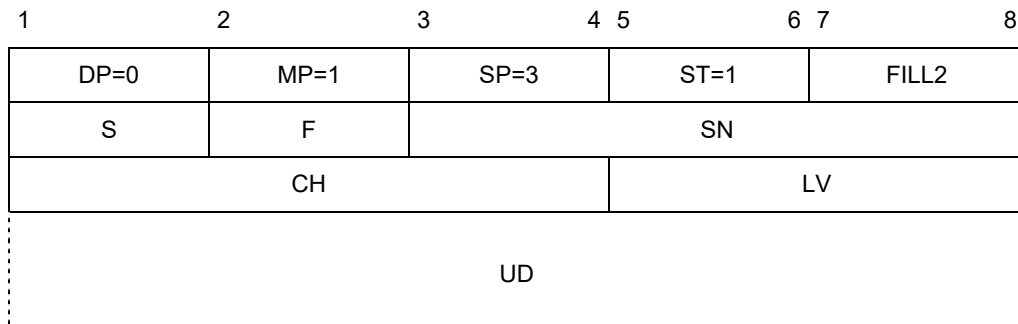 1 2 3 4 5 6 7 8
DP=0 MP=1 SP=3 ST=1 FILL2
S F SN
CH LV
UD